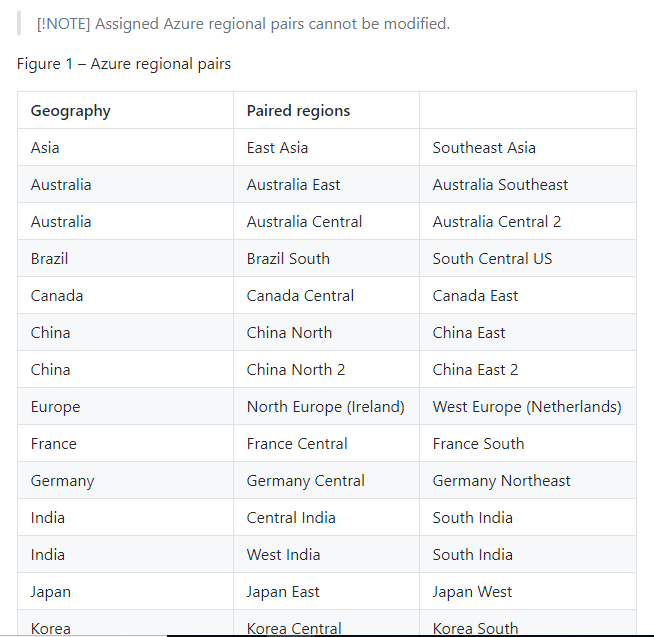 [!NOTE] Assigned Azure regional pairs cannot be modified.
Figure 1 – Azure regional pairs
Geography Paired regions
Asia East Asia Southeast Asia
Australia Australia East Australia Southeast
Australia Australia Central Australia Central 2
Brazil Brazil South South Central US
Canada Canada Central Canada East
China China North China East
China China North 2 China East 2
Europe North Europe (Ireland) West Europe (Netherlands)
France France Central France South
Germany Germany Central Germany Northeast
India Central India South India
India West India South India
Japan Japan East Japan West
Korea Korea Central Korea South